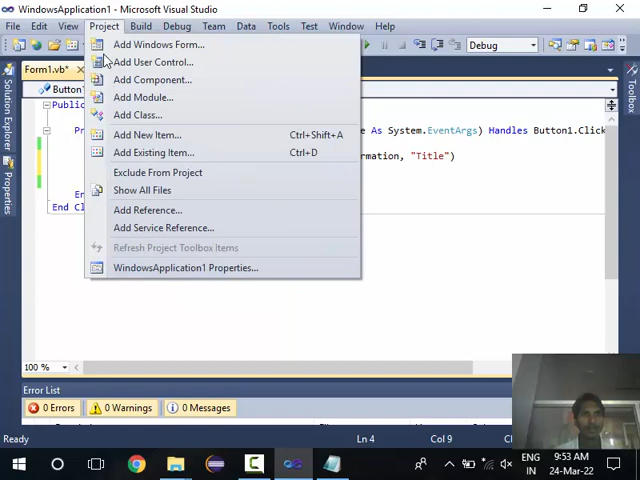 WindowsApplication1 - Microsoft Visual Studio
File Edit View Project Build Debug Team Data Tools Test Window Help
Debug
Add Windows Form...
Add User Control...
Add Component...
Add Module...
Add Class...
Add New Item... Ctrl+Shift+A
Add Existing Item... Ctrl+D
Exclude From Project
Show All Files
Add Reference...
Add Service Reference...
Refresh Project Toolbox Items
WindowsApplication1 Properties...
Form1.vb*
Button1
Publi
P e As System.EventArgs) Handles Button1.Click
rmation, "Title")
En
End Cl
Solution Explorer
Properties
Toolbox
100 %
Error List
0 Errors 0 Warnings 0 Messages
Ready Ln 4 Col 9
ENG 9:53 AM
IN 24-Mar-22